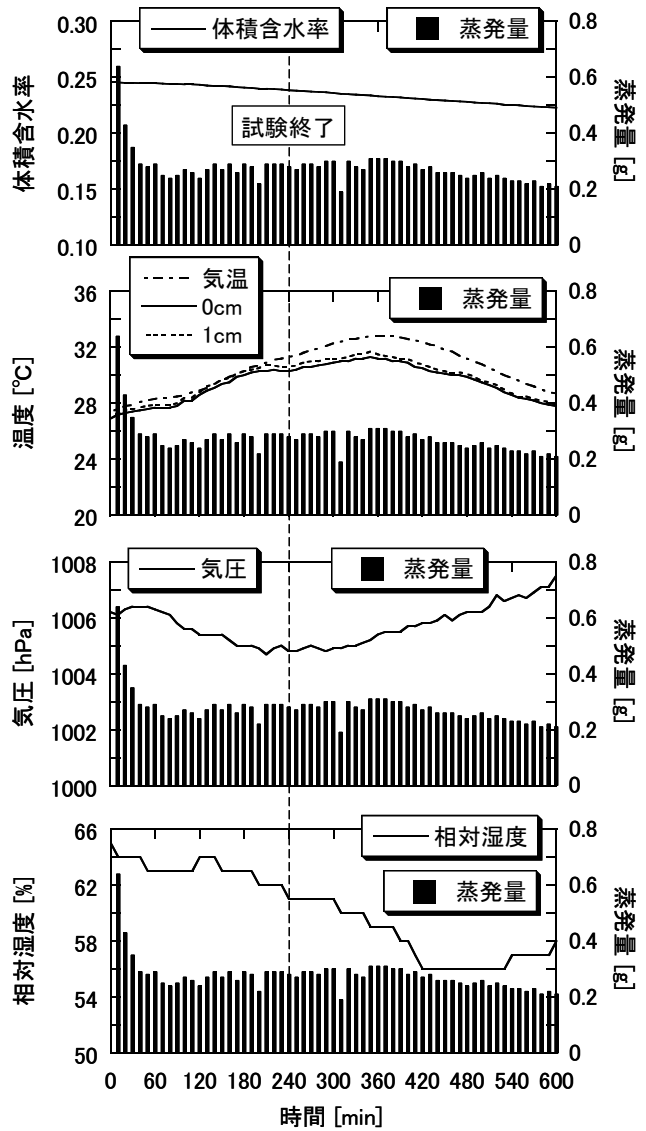 体積含水率
蒸発量
0.30
0.25
0.20
0.15
0.10
体積含水率
試験終了
0.8
0.6
0.4
0.2
0
蒸発量 [g]
気温
0cm
1cm
蒸発量
36
32
28
24
20
温度 [℃]
0.8
0.6
0.4
0.2
0
蒸発量 [g]
気圧
蒸発量
1008
1006
1004
1002
1000
気圧 [hPa]
0.8
0.6
0.4
0.2
0
蒸発量 [g]
相対湿度
蒸発量
66
62
58
54
50
相対湿度 [%]
0.8
0.6
0.4
0.2
0
蒸発量 [g]
0 60 120 180 240 300 360 420 480 540 600
時間 [min]